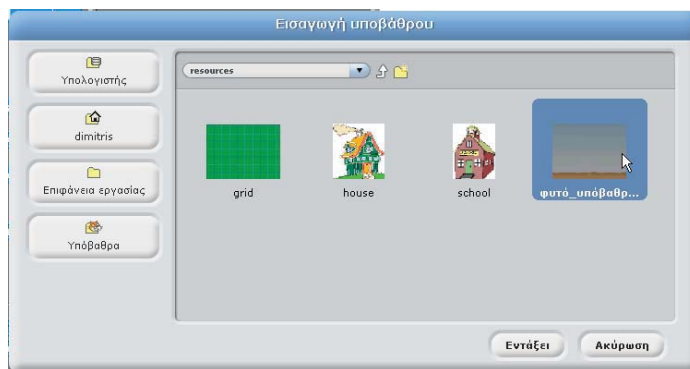 Εισαγωγή υποβάθρου
Υπολογιστής
dimitris
Επιφάνεια εργασίας
Υπόβαθρα
resources
grid
house
school
φυτό_υπόβαθρ...
Εντάξει
Ακύρωση